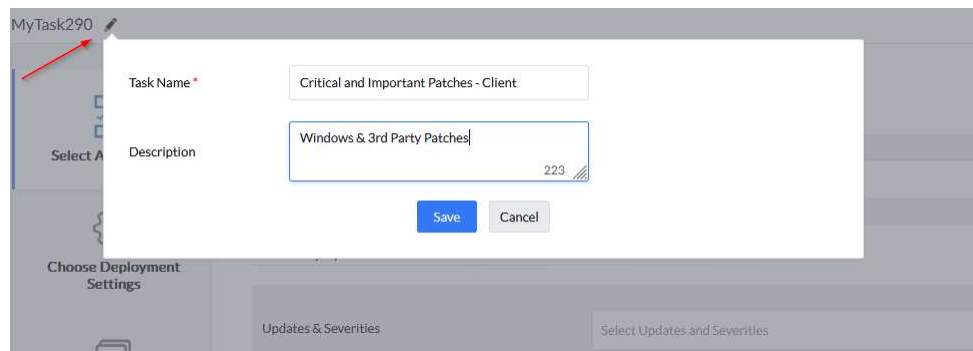 MyTask290
Task Name *
Critical and Important Patches - Client
Description
Windows & 3rd Party Patches
223
Save
Cancel
Select A
Choose Deployment
Settings
Updates & Severities
Select Updates and Severities